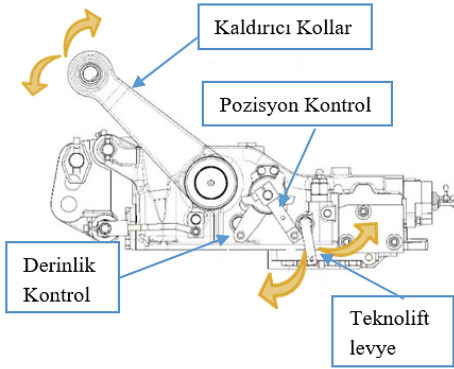 Kaldırıcı Kollar
Pozisyon Kontrol
Derinlik
Kontrol
Teknolift
levye